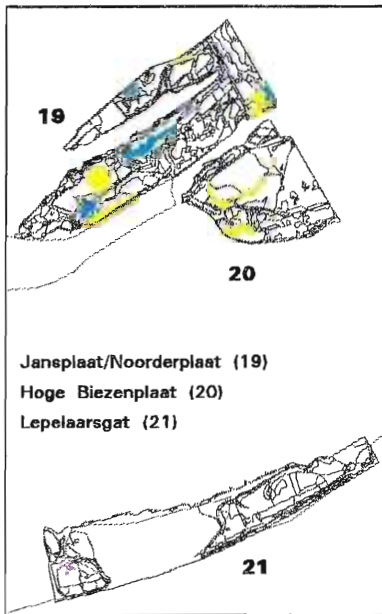 19
20
Jansplaat/Noorderplaat (19)
Hoge Biezenplaat (20)
Lepelaarsgat (21)
21